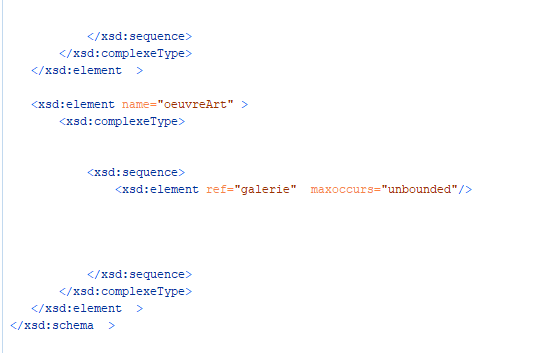 </xsd:sequence>
</xsd:complexeType>
</xsd:element  >
<xsd:element name="oeuvreArt" >
<xsd:complexeType>
<xsd:sequence>
<xsd:element ref="galerie"  maxoccurs="unbounded"/>
</xsd:sequence>
</xsd:complexeType>
</xsd:element  >
</xsd:schema  >